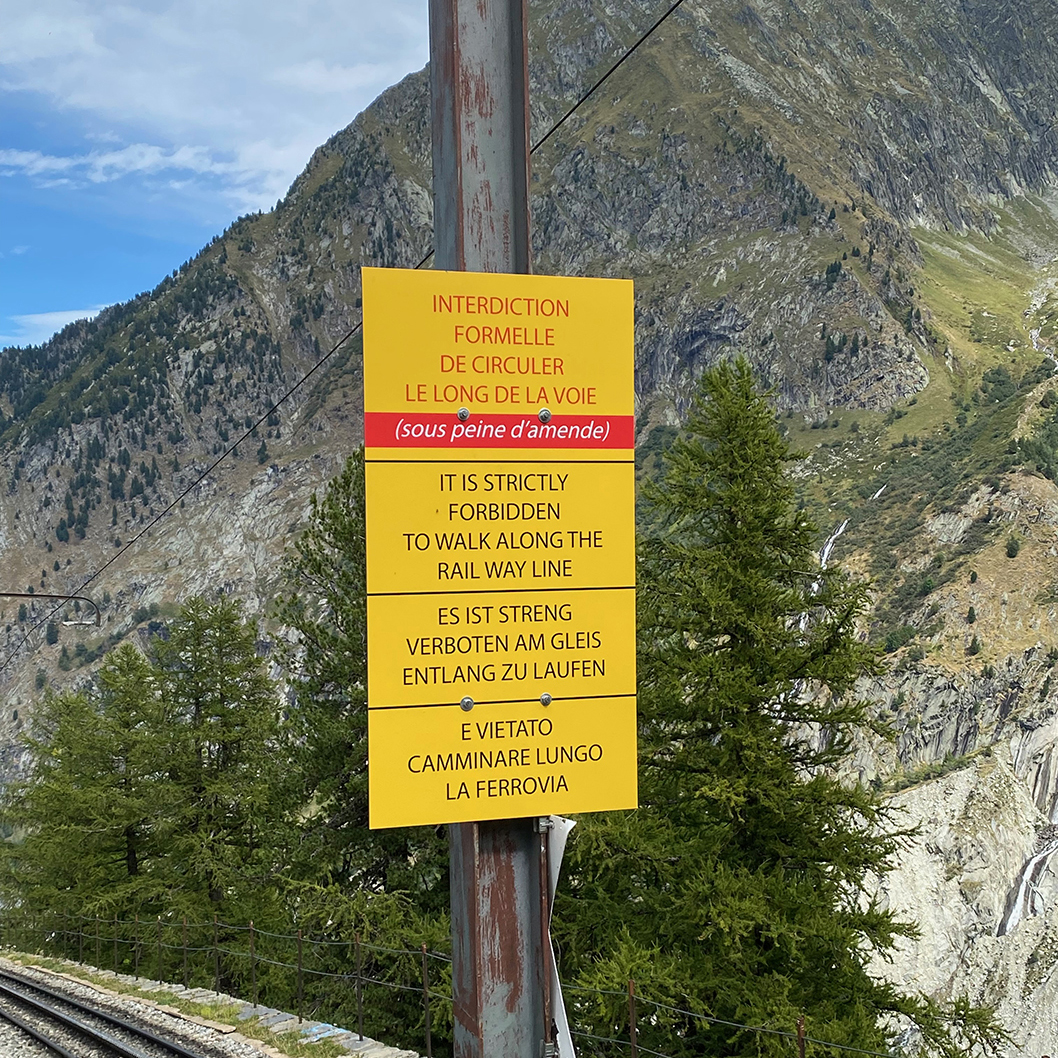 INTERDICTION
FORMELLE
DE CIRCULER
LE LONG DE LA VOIE
(sous peine d'amende)
IT IS STRICTLY
FORBIDDEN
TO WALK ALONG THE
RAIL WAY LINE
ES IST STRENG
VERBOTEN AM GLEIS
ENTLANG ZU LAUFEN
E VIETATO
CAMMINARE LUNGO
LA FERROVIA